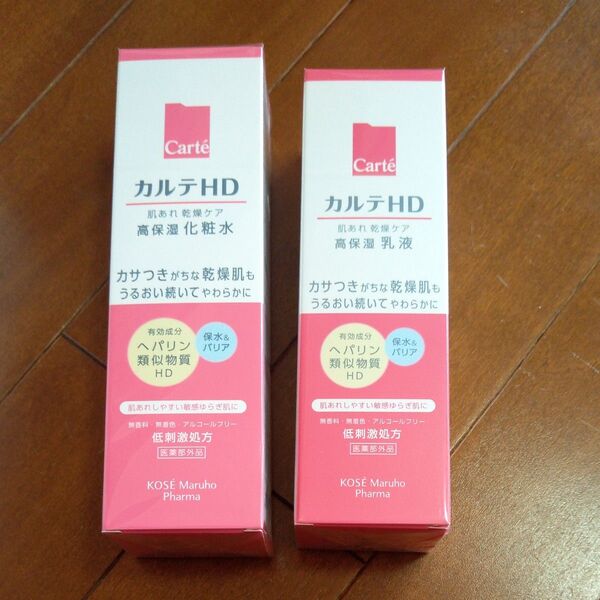 Carté
カルテHD
肌あれ 乾燥ケア
高保湿 化粧水
カサつきがちな乾燥肌も
うるおい続いてやわらかに
有効成分
ヘパリン
類似物質
HD
保水&
バリア
肌あれしやすい敏感ゆらぎ肌に
無香料・無着色・アルコールフリー
低刺激処方
医薬部外品
KOSÉ Maruho
Pharma
Carté
カルテHD
肌あれ 乾燥ケア
高保湿 乳液
カサつきがちな乾燥肌も
うるおい続いてやわらかに
有効成分
ヘパリン
類似物質
HD
保水&
バリア
肌あれしやすい敏感ゆらぎ肌に
無香料・無着色・アルコールフリー
低刺激処方
医薬部外品
KOSÉ Maruho
Pharma